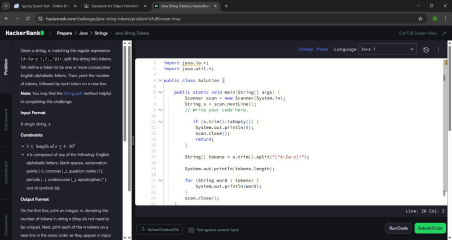 Typing Speed Test - Online
Classwork for Object Oriented
Java String Tokens | HackerRank
hackerrank.com/challenges/java-string-tokens/problem?isFullScreen=true
HackerRank
Prepare > Java > Strings > Java String Tokens
Exit Full Screen View
Problem
Submissions
Leaderboard
Discussions
Given a string, s, matching the regular expression
[A-Za-z !,?._'@]+, split the string into tokens.
We define a token to be one or more consecutive
English alphabetic letters. Then, print the number
of tokens, followed by each token on a new line.
Note: You may find the String.split method helpful
in completing this challenge.
Input Format
A single string, s.
Constraints
1 ≤ length of s ≤ 4 · 10⁵
s is composed of any of the following: English
alphabetic letters, blank spaces, exclamation
points (!), commas (,), question marks (?),
periods (.), underscores (_), apostrophes ('),
and at symbols (@).
Output Format
On the first line, print an integer, n, denoting the
number of tokens in string s (they do not need to
be unique). Next, print each of the n tokens on a
new line in the same order as they appear in input
Change Theme
Language
Java 7
import java.io.*;
import java.util.*;
public class Solution {
public static void main(String[] args) {
Scanner scan = new Scanner(System.in);
String s = scan.nextLine();
// Write your code here.
if (s.trim().isEmpty()) {
System.out.println(0);
scan.close();
return;
}
String[] tokens = s.trim().split("[^A-Za-z]+");
System.out.println(tokens.length);
for (String word : tokens) {
System.out.println(word);
}
scan.close();
Line: 26 Col: 2
Upload Code as File
Test against custom input
Run Code
Submit Code